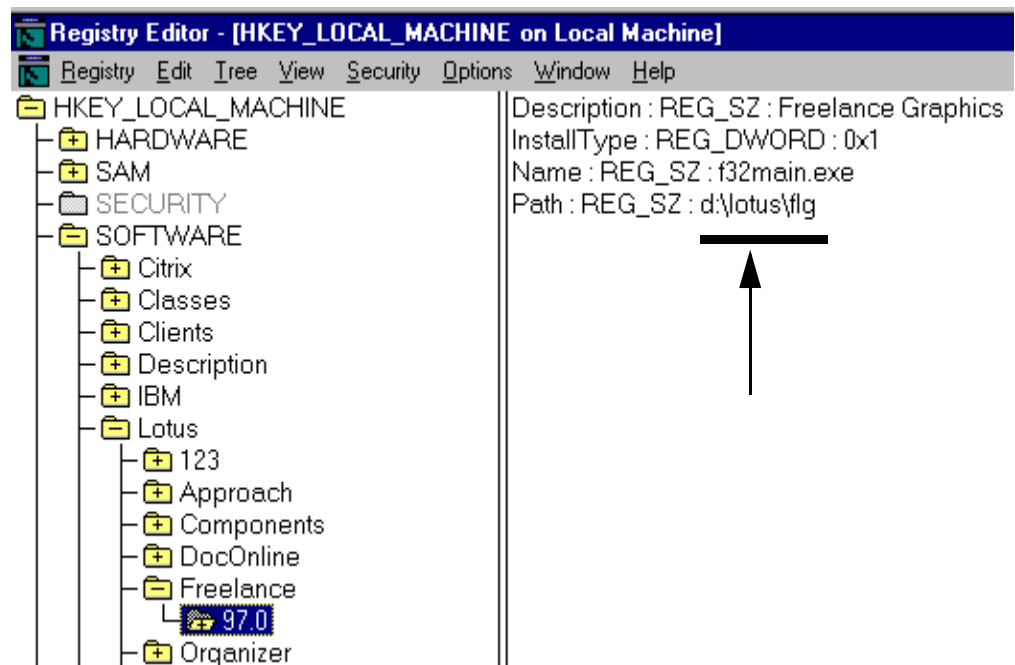 Registry Editor - [HKEY_LOCAL_MACHINE on Local Machine]
Registry Edit Tree View Security Options Window Help
HKEY_LOCAL_MACHINE
HARDWARE
SAM
SECURITY
SOFTWARE
Citrix
Classes
Clients
Description
IBM
Lotus
123
Approach
Components
DocOnline
Freelance
97.0
Organizer
Description : REG_SZ : Freelance Graphics
InstallType : REG_DWORD : 0x1
Name : REG_SZ : f32main.exe
Path : REG_SZ : d:\lotus\flg